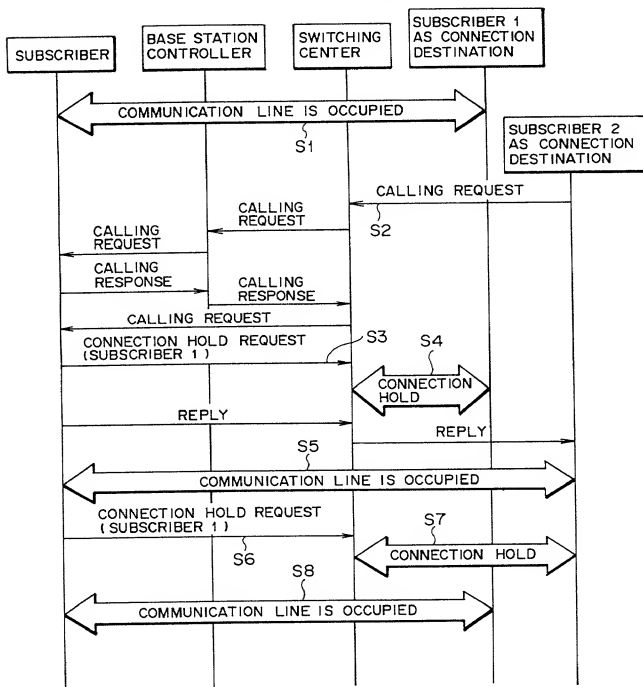 SUBSCRIBER
BASE STATION
CONTROLLER
SWITCHING
CENTER
SUBSCRIBER 1
AS CONNECTION
DESTINATION
COMMUNICATION LINE IS OCCUPIED
S1
SUBSCRIBER 2
AS CONNECTION
DESTINATION
CALLING REQUEST
S2
CALLING
REQUEST
CALLING
REQUEST
CALLING
RESPONSE
CALLING
RESPONSE
CALLING REQUEST
CONNECTION HOLD REQUEST
(SUBSCRIBER 1)
S3
S4
CONNECTION
HOLD
REPLY
REPLY
S5
COMMUNICATION LINE IS OCCUPIED
CONNECTION HOLD REQUEST
(SUBSCRIBER 1)
S6
S7
CONNECTION HOLD
S8
COMMUNICATION LINE IS OCCUPIED